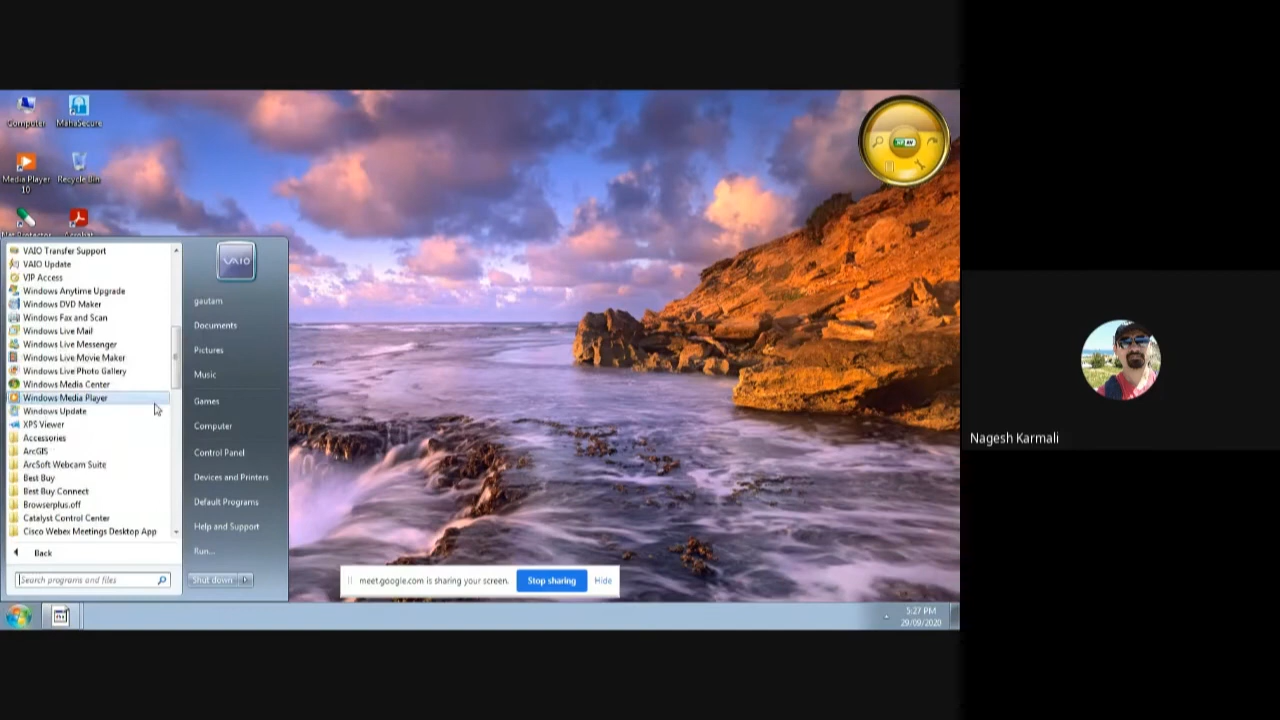 Computer
MahaSecure
Media Player
10
Recycle Bin
VAIO Transfer Support
VAIO Update
VIP Access
Windows Anytime Upgrade
Windows DVD Maker
Windows Fax and Scan
Windows Live Mail
Windows Live Messenger
Windows Live Movie Maker
Windows Live Photo Gallery
Windows Media Center
Windows Media Player
Windows Update
XPS Viewer
Accessories
ArcGIS
ArcSoft Webcam Suite
Best Buy
Best Buy Connect
Browserplus.off
Catalyst Control Center
Cisco Webex Meetings Desktop App
Back
Search programs and files
VAIO
gautam
Documents
Pictures
Music
Games
Computer
Control Panel
Devices and Printers
Default Programs
Help and Support
Run...
Shut down
meet.google.com is sharing your screen.
Stop sharing
Hide
5:27 PM
29/09/2020
Nagesh Karmali